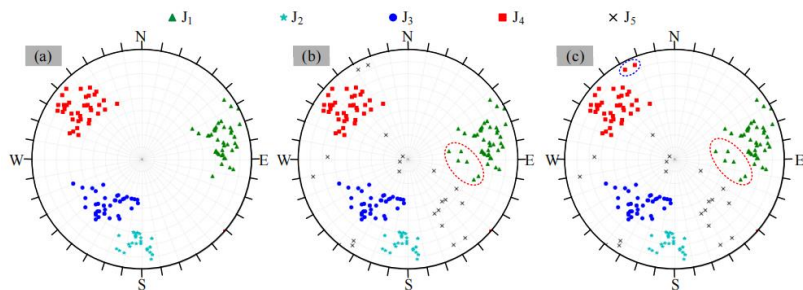 J₁ J₂ J₃ J₄ J₅
(a) N (b) N (c) N
W E W E W E
S S S